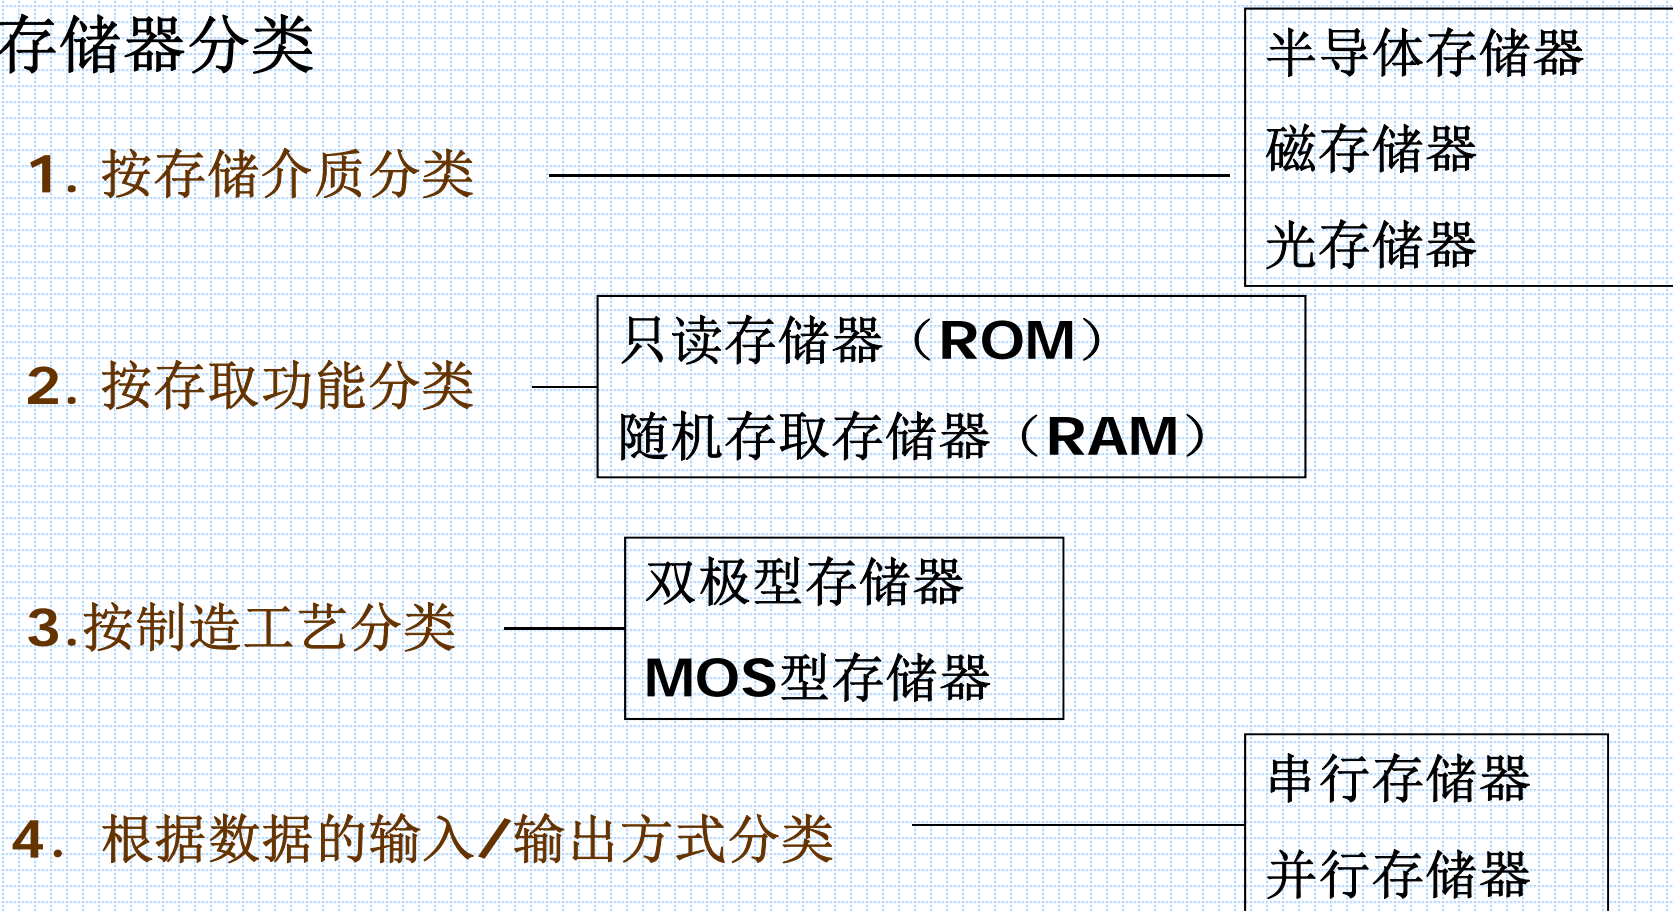 存储器分类
1. 按存储介质分类
半导体存储器
磁存储器
光存储器
2. 按存取功能分类
只读存储器（ROM）
随机存取存储器（RAM）
3.按制造工艺分类
双极型存储器
MOS型存储器
4. 根据数据的输入/输出方式分类
串行存储器
并行存储器